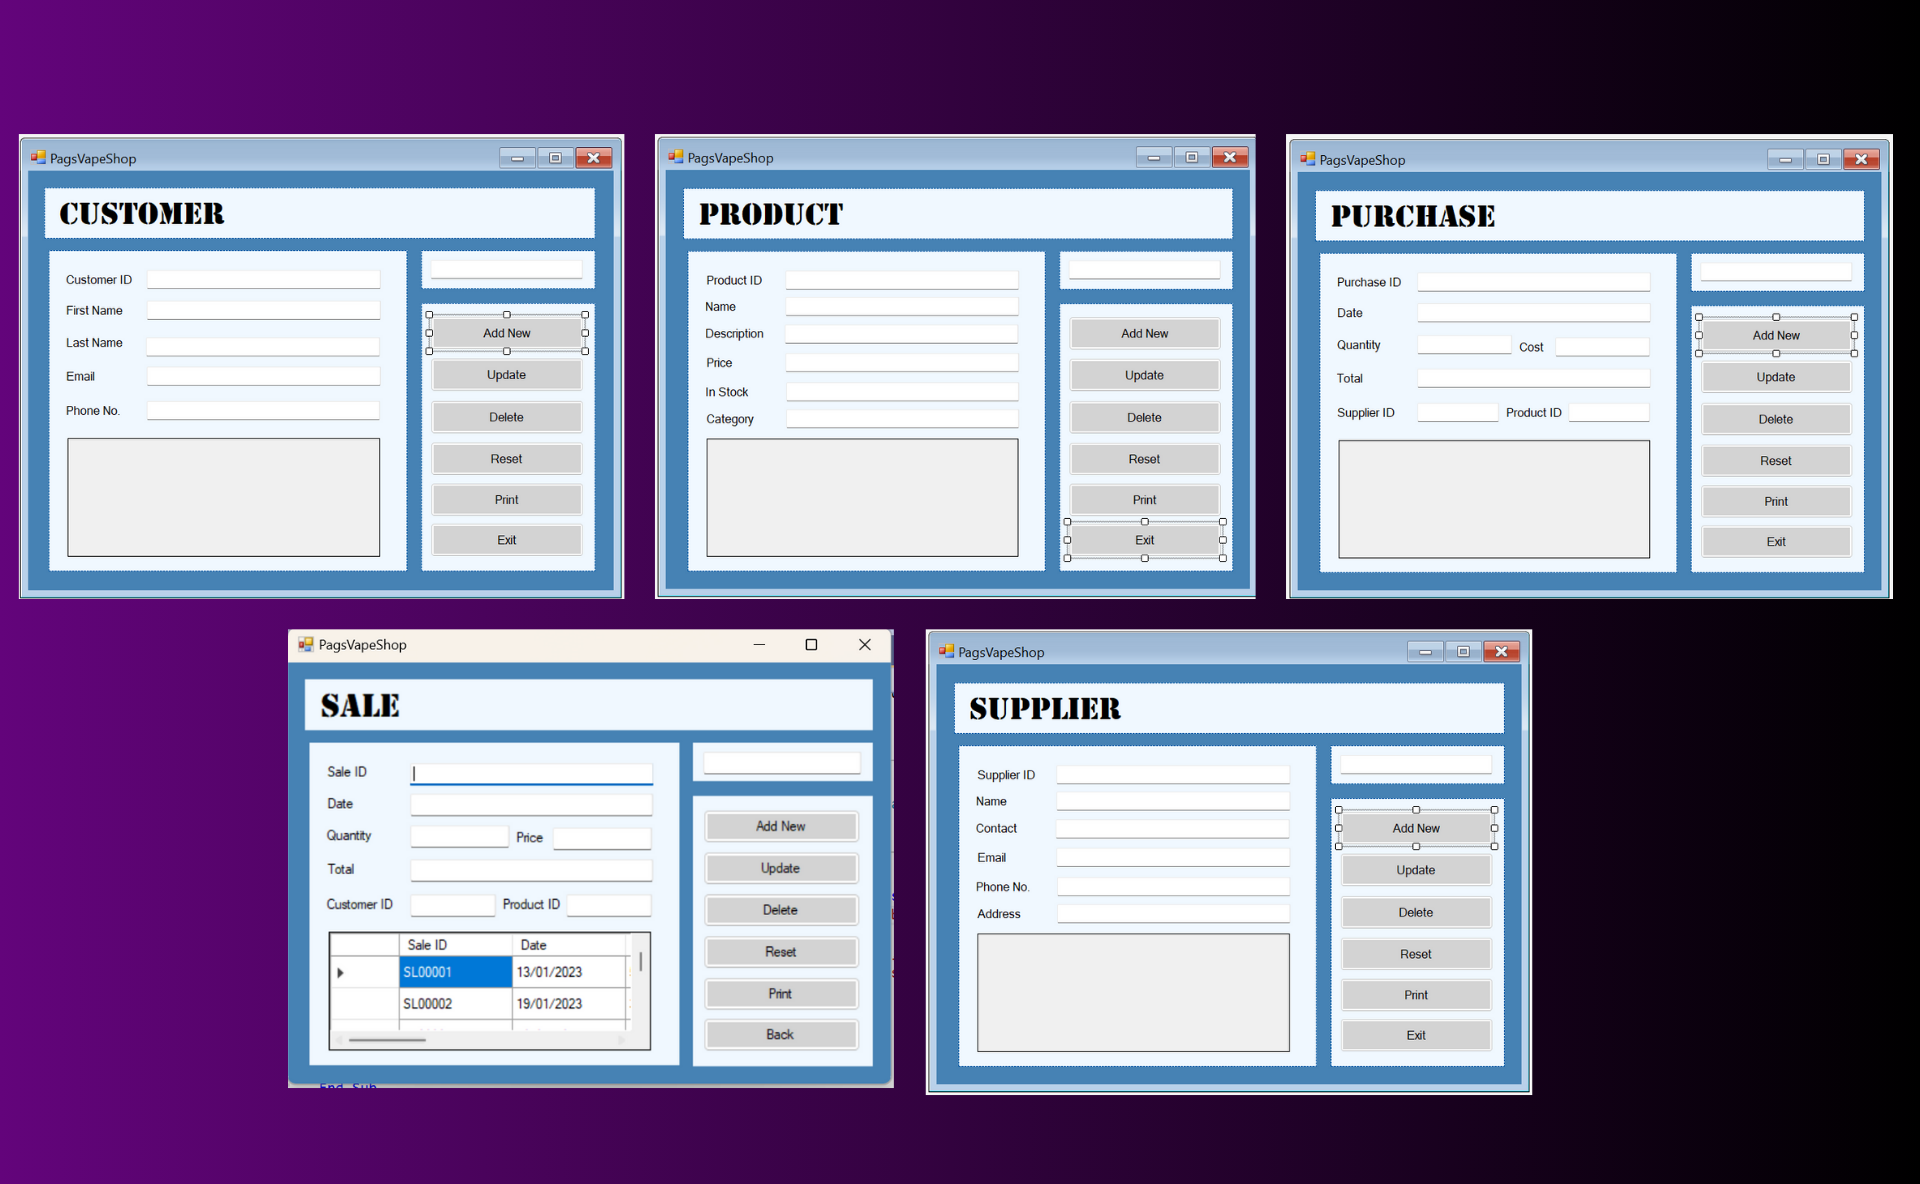 PagsVapeShop
CUSTOMER
Customer ID
First Name
Last Name
Email
Phone No.
Add New
Update
Delete
Reset
Print
Exit
PagsVapeShop
PRODUCT
Product ID
Name
Description
Price
In Stock
Category
Add New
Update
Delete
Reset
Print
Exit
PagsVapeShop
PURCHASE
Purchase ID
Date
Quantity Cost
Total
Supplier ID Product ID
Add New
Update
Delete
Reset
Print
Exit
PagsVapeShop
SALE
Sale ID
Date
Quantity Price
Total
Customer ID Product ID
Sale ID Date
SL00001 13/01/2023
SL00002 19/01/2023
Add New
Update
Delete
Reset
Print
Back
End Sub
PagsVapeShop
SUPPLIER
Supplier ID
Name
Contact
Email
Phone No.
Address
Add New
Update
Delete
Reset
Print
Exit